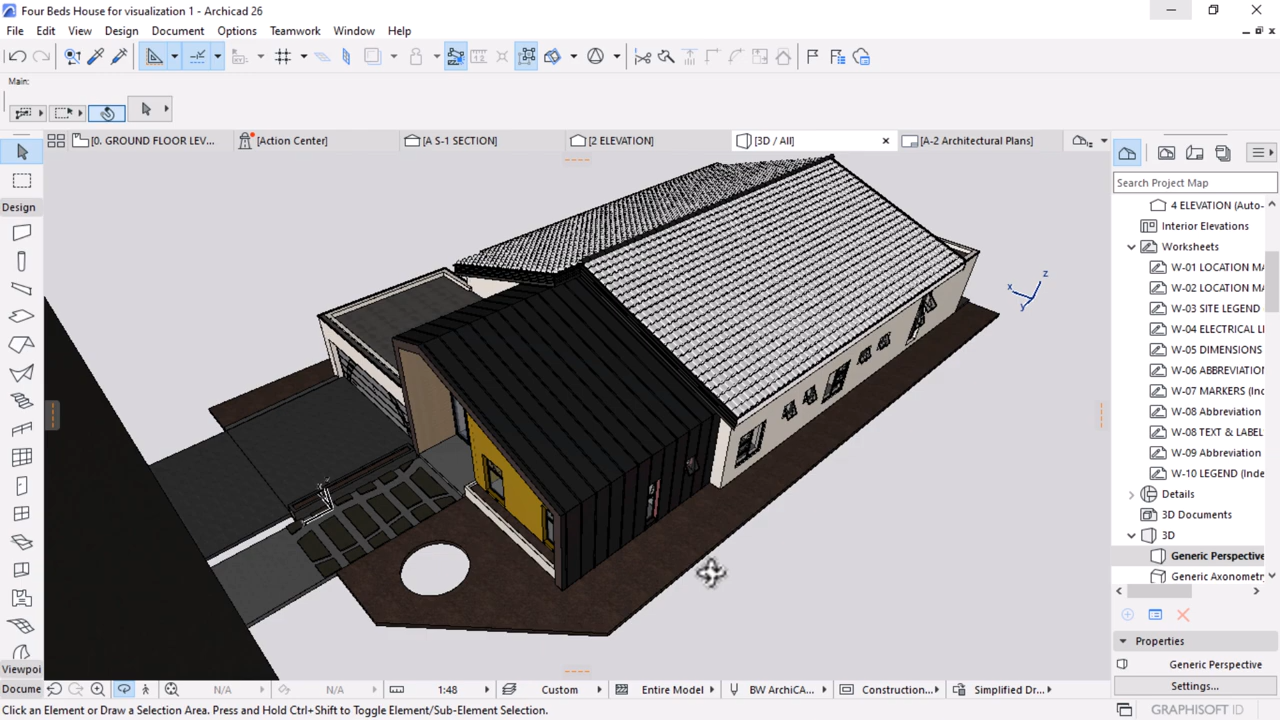 Four Beds House for visualization 1 - Archicad 26
File Edit View Design Document Options Teamwork Window Help
Main:
[0. GROUND FLOOR LEV...
[Action Center]
[A S-1 SECTION]
[2 ELEVATION]
[3D / All]
[A-2 Architectural Plans]
Design
Viewpoi
Docume
z
x
y
Search Project Map
4 ELEVATION (Auto-
Interior Elevations
Worksheets
W-01 LOCATION MA
W-02 LOCATION MA
W-03 SITE LEGEND
W-04 ELECTRICAL L
W-05 DIMENSIONS
W-06 ABBREVIATION
W-07 MARKERS (Ind
W-08 Abbreviation
W-08 TEXT & LABEL
W-09 Abbreviation
W-10 LEGEND (Inde
Details
3D Documents
3D
Generic Perspective
Generic Axonometr
Properties
Generic Perspective
Settings...
N/A N/A 1:48 Custom Entire Model BW ArchiCA... Construction... Simplified Dr...
Click an Element or Draw a Selection Area. Press and Hold Ctrl+Shift to Toggle Element/Sub-Element Selection.
GRAPHISOFT ID